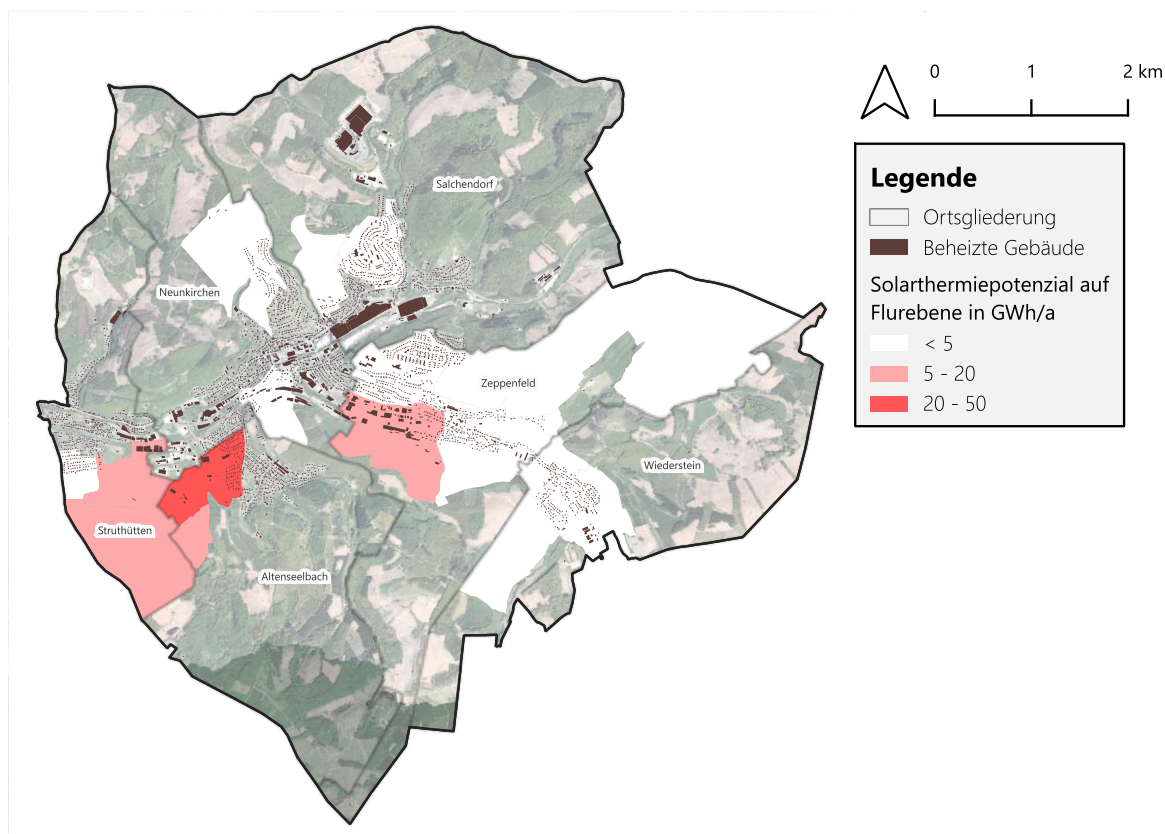 0 1 2 km
Legende
Ortsgliederung
Beheizte Gebäude
Solarthermiepotenzial auf
Flurebene in GWh/a
< 5
5 - 20
20 - 50
Salchendorf
Neunkirchen
Zeppenfeld
Wiederstein
Struthütten
Altenseelbach